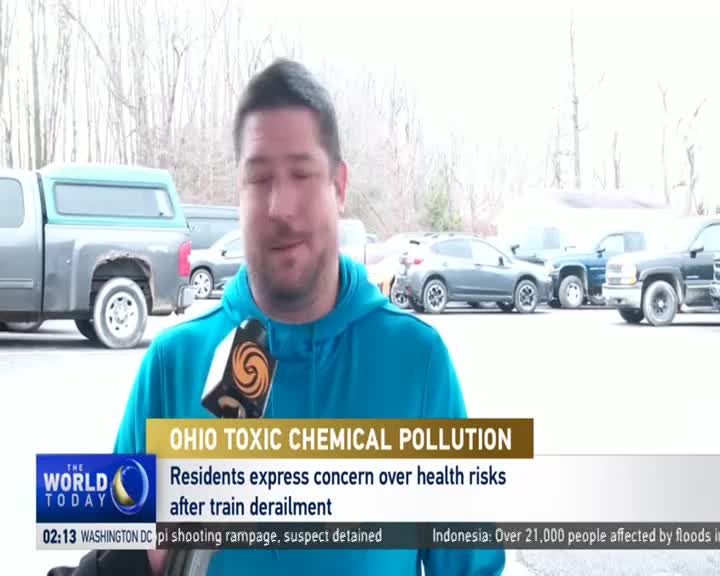 OHIO TOXIC CHEMICAL POLLUTION
Residents express concern over health risks
after train derailment
THE
WORLD
TODAY
02:13 WASHINGTON DC
pi shooting rampage, suspect detained Indonesia: Over 21,000 people affected by floods i